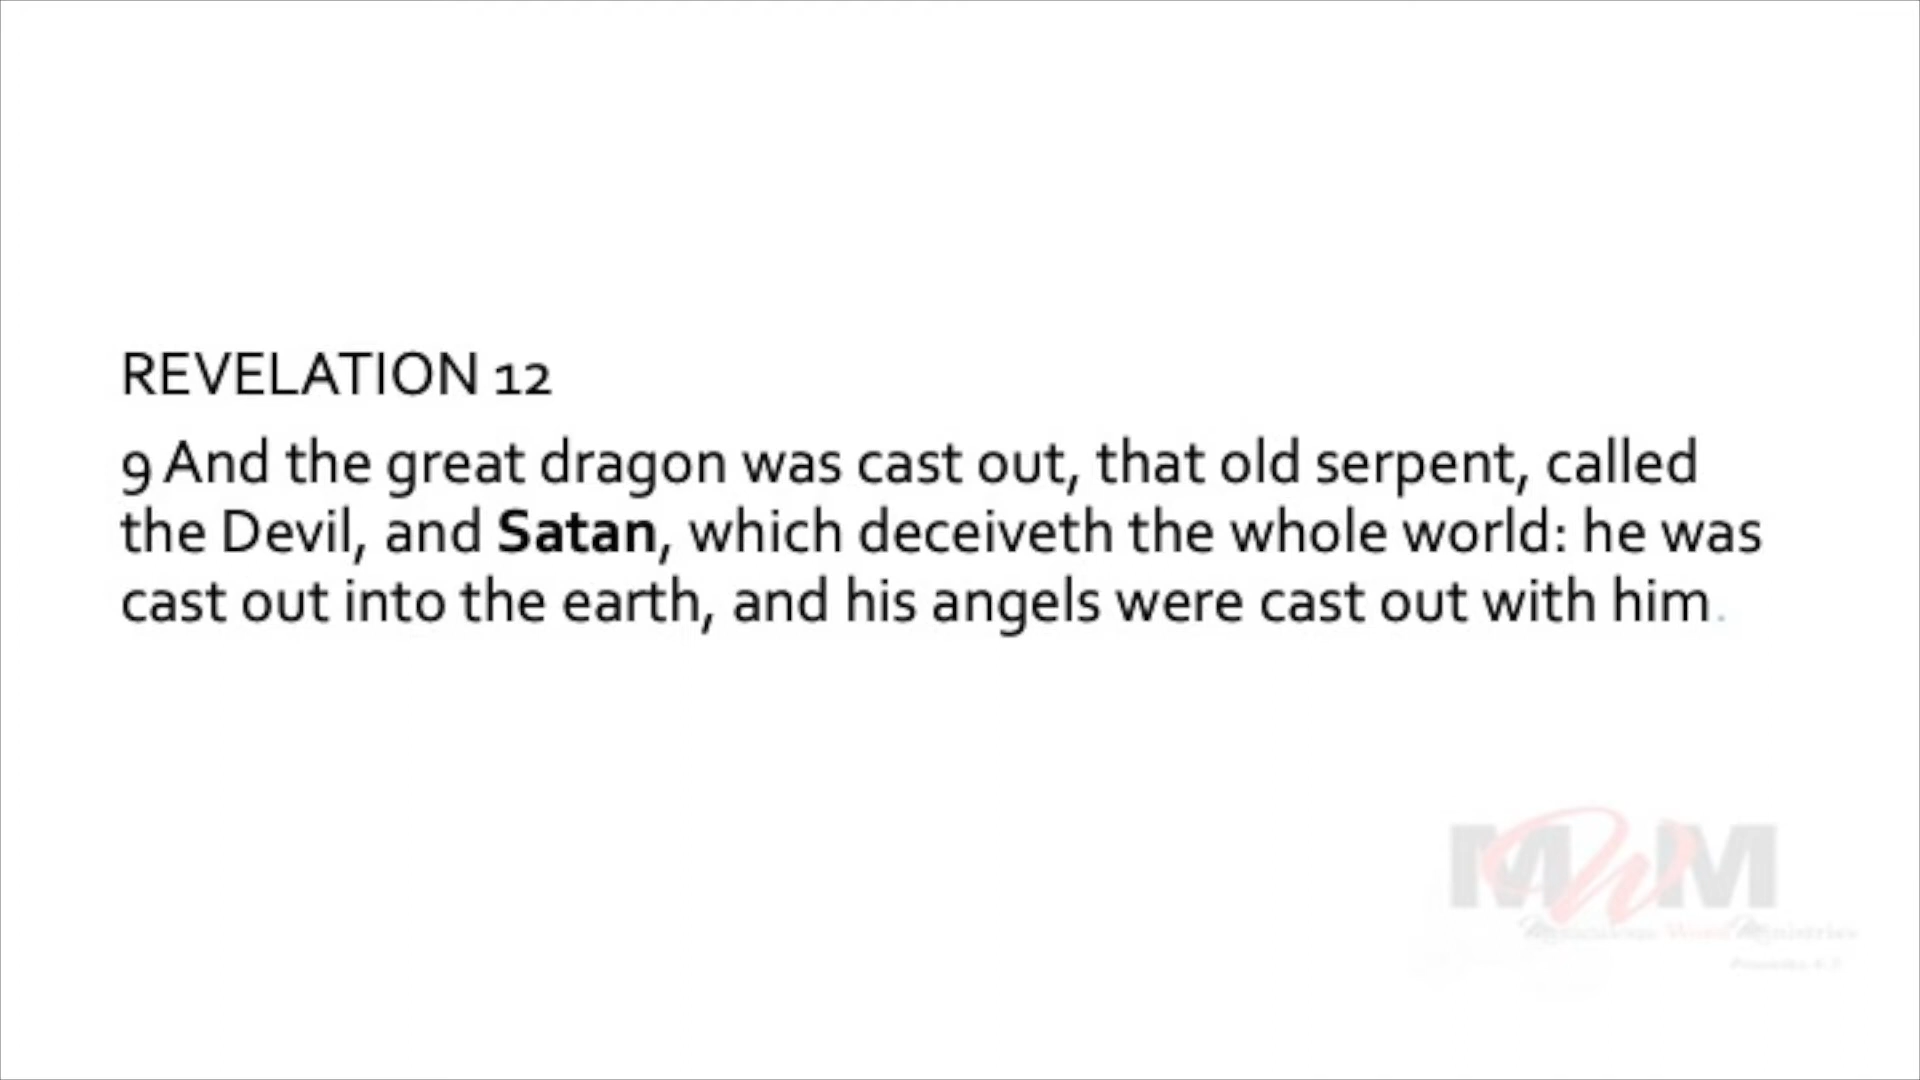 REVELATION 12
9 And the great dragon was cast out, that old serpent, called
the Devil, and Satan, which deceiveth the whole world: he was
cast out into the earth, and his angels were cast out with him.
MWM
Word Ministries